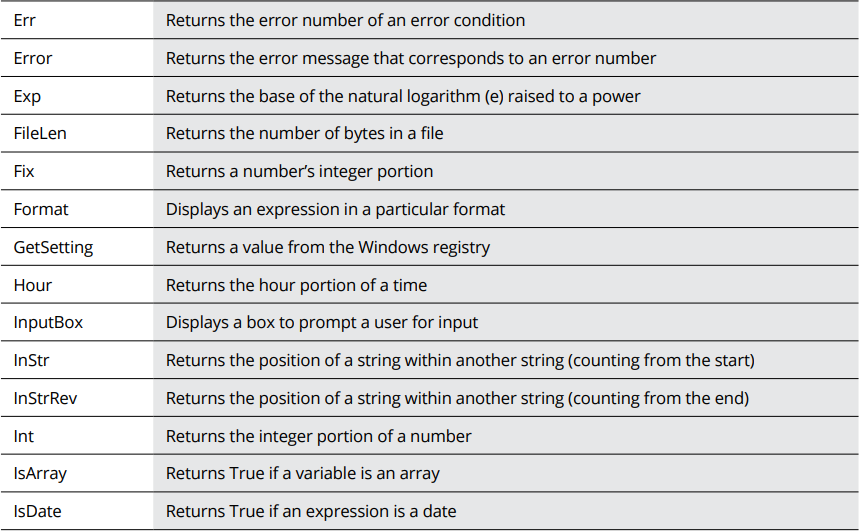 Err Returns the error number of an error condition
Error Returns the error message that corresponds to an error number
Exp Returns the base of the natural logarithm (e) raised to a power
FileLen Returns the number of bytes in a file
Fix Returns a number’s integer portion
Format Displays an expression in a particular format
GetSetting Returns a value from the Windows registry
Hour Returns the hour portion of a time
InputBox Displays a box to prompt a user for input
InStr Returns the position of a string within another string (counting from the start)
InStrRev Returns the position of a string within another string (counting from the end)
Int Returns the integer portion of a number
IsArray Returns True if a variable is an array
IsDate Returns True if an expression is a date